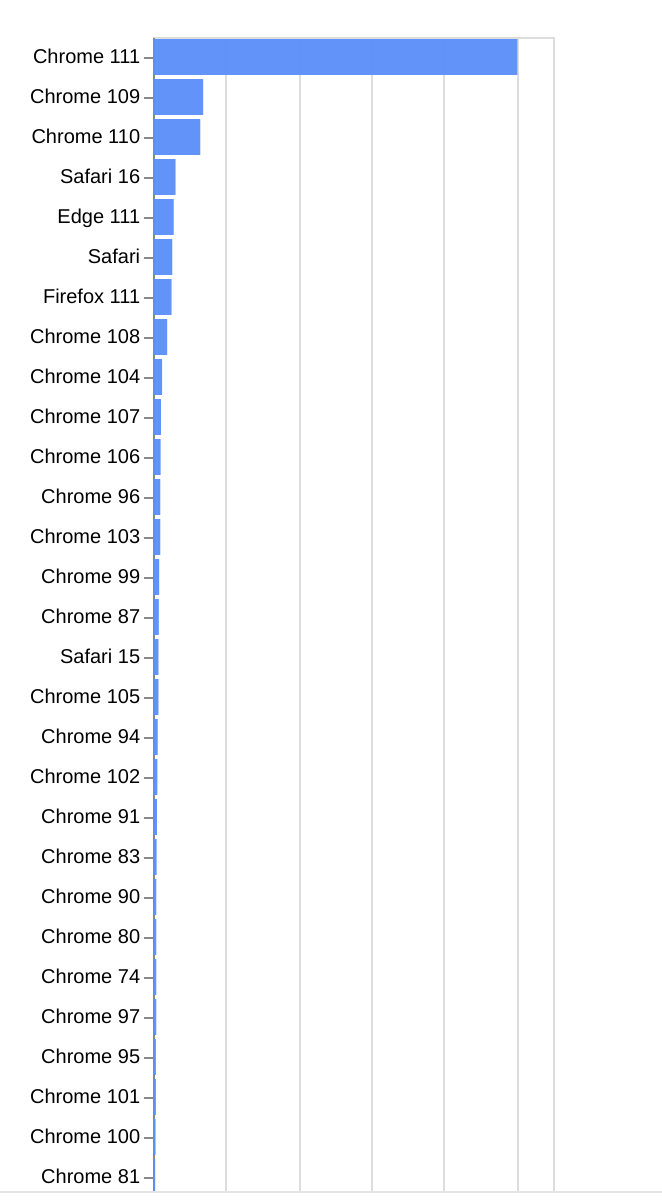 Chrome 111
Chrome 109
Chrome 110
Safari 16
Edge 111
Safari
Firefox 111
Chrome 108
Chrome 104
Chrome 107
Chrome 106
Chrome 96
Chrome 103
Chrome 99
Chrome 87
Safari 15
Chrome 105
Chrome 94
Chrome 102
Chrome 91
Chrome 83
Chrome 90
Chrome 80
Chrome 74
Chrome 97
Chrome 95
Chrome 101
Chrome 100
Chrome 81